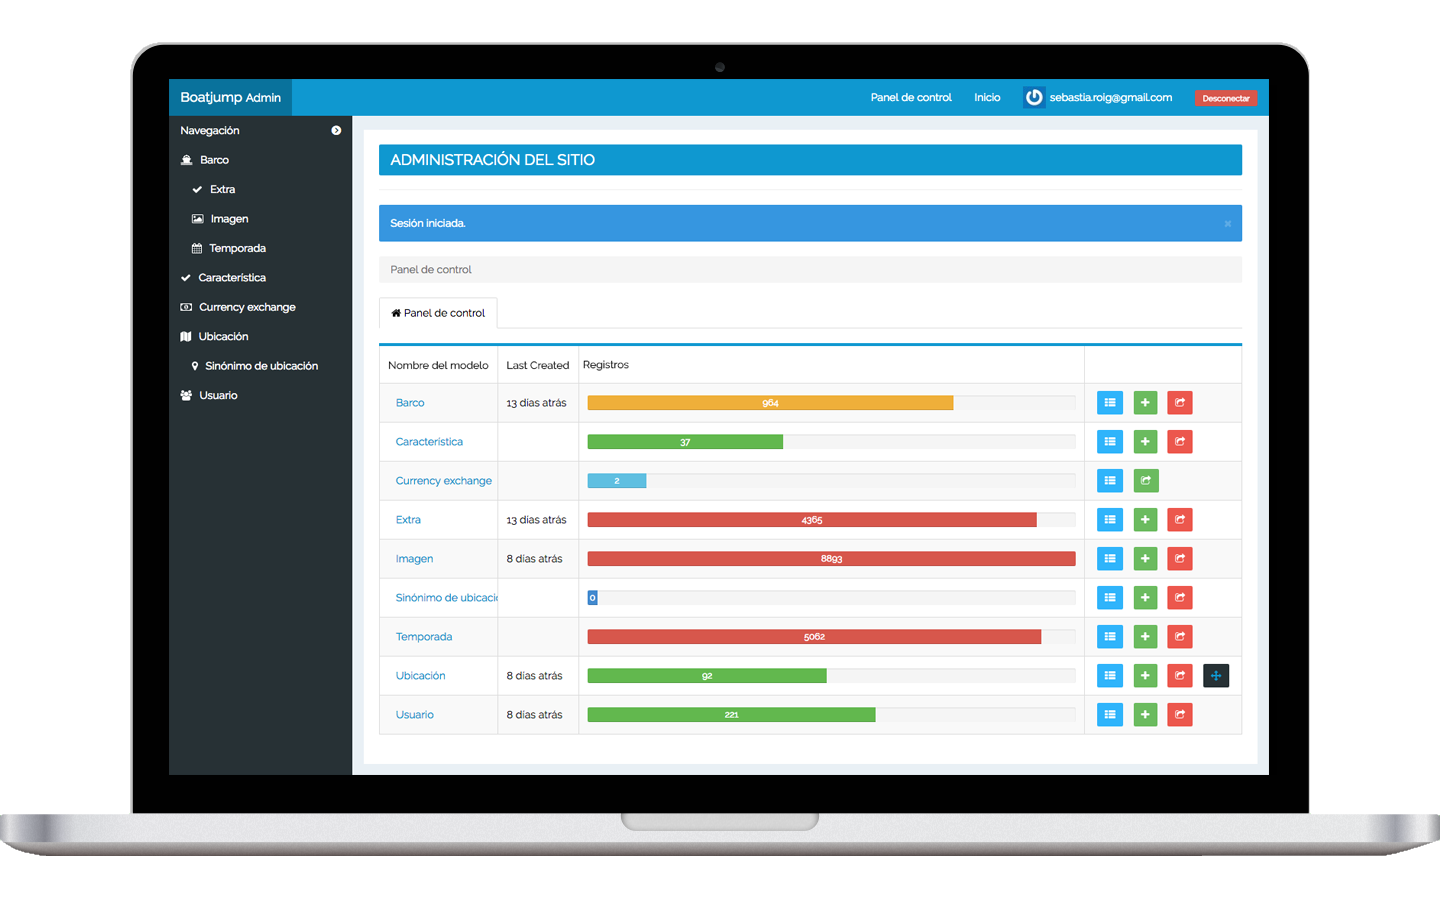 Boatjump Admin
Panel de control Inicio sebastia.roig@gmail.com Desconectar
Navegación
Barco
Extra
Imagen
Temporada
Característica
Currency exchange
Ubicación
Sinónimo de ubicación
Usuario
ADMINISTRACIÓN DEL SITIO
Sesión iniciada.
×
Panel de control
Panel de control
Nombre del modelo Last Created Registros
Barco 13 días atrás 964
Característica 37
Currency exchange 2
Extra 13 días atrás 4365
Imagen 8 días atrás 8893
Sinónimo de ubicació 0
Temporada 5062
Ubicación 8 días atrás 92
Usuario 8 días atrás 221